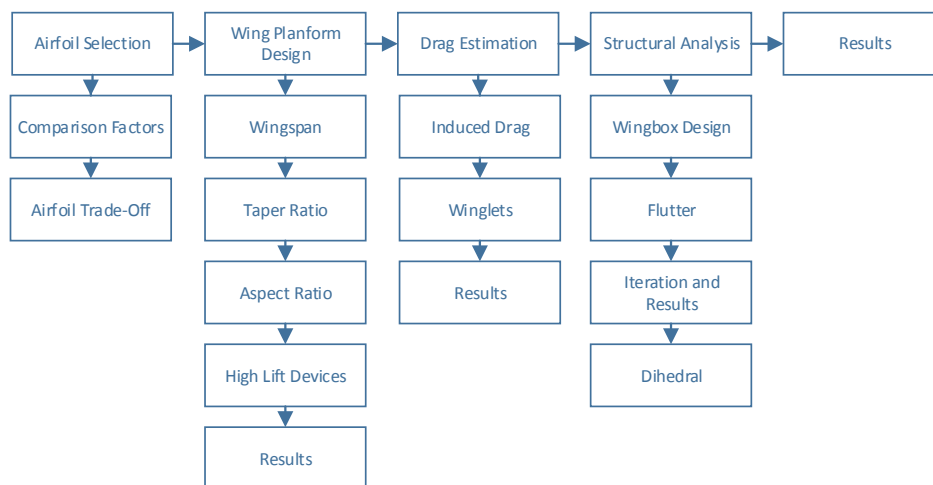 Airfoil Selection
Wing Planform
Design
Drag Estimation
Structural Analysis
Results
Comparison Factors
Wingspan
Induced Drag
Wingbox Design
Airfoil Trade-Off
Taper Ratio
Winglets
Flutter
Aspect Ratio
Results
Iteration and
Results
High Lift Devices
Dihedral
Results